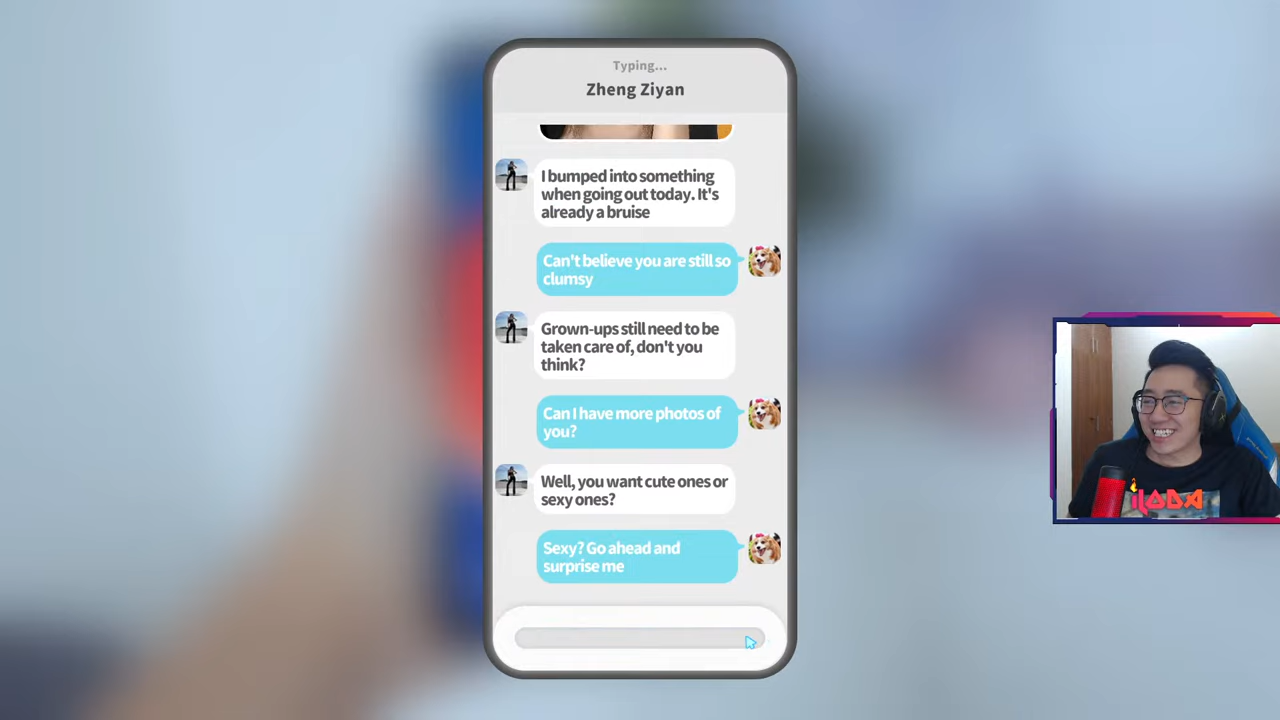 Typing...
Zheng Ziyan
I bumped into something
when going out today. It's
already a bruise
Can't believe you are still so
clumsy
Grown-ups still need to be
taken care of, don't you
think?
Can I have more photos of
you?
Well, you want cute ones or
sexy ones?
Sexy? Go ahead and
surprise me